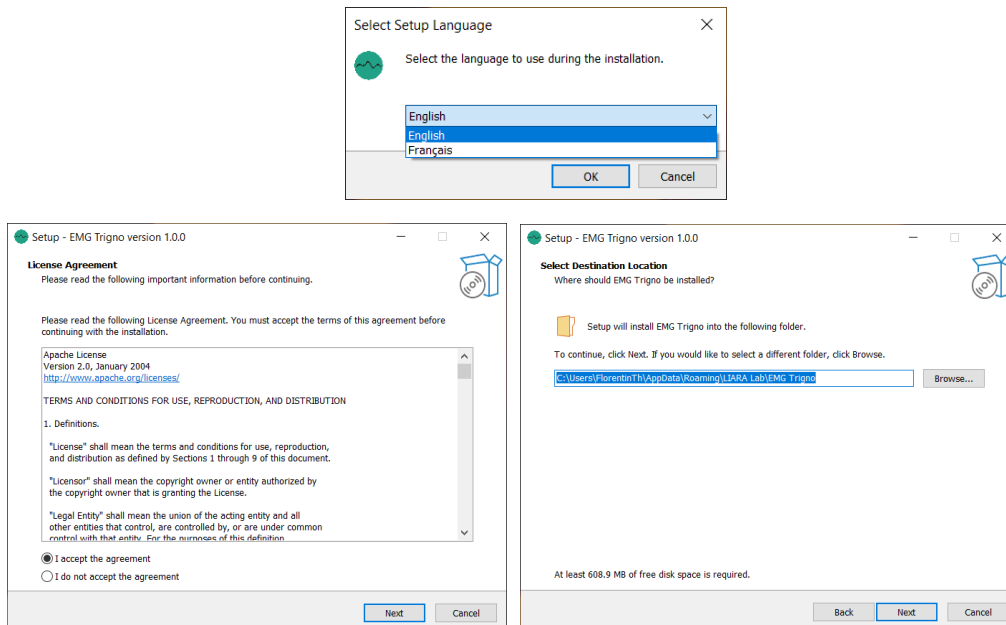 Select Setup Language
Select the language to use during the installation.
English
English
Français
OK
Cancel
Setup - EMG Trigno version 1.0.0
License Agreement
Please read the following important information before continuing.
Please read the following License Agreement. You must accept the terms of this agreement before
continuing with the installation.
Apache License
Version 2.0, January 2004
http://www.apache.org/licenses/
TERMS AND CONDITIONS FOR USE, REPRODUCTION, AND DISTRIBUTION
1. Definitions.
"License" shall mean the terms and conditions for use, reproduction,
and distribution as defined by Sections 1 through 9 of this document.
"Licensor" shall mean the copyright owner or entity authorized by
the copyright owner that is granting the License.
"Legal Entity" shall mean the union of the acting entity and all
other entities that control, are controlled by, or are under common
control with that entity. For the purposes of this definition,
I accept the agreement
I do not accept the agreement
Next
Cancel
Setup - EMG Trigno version 1.0.0
Select Destination Location
Where should EMG Trigno be installed?
Setup will install EMG Trigno into the following folder.
To continue, click Next. If you would like to select a different folder, click Browse.
C:\Users\FlorentinTh\AppData\Roaming\LIARA Lab\EMG Trigno
Browse...
At least 608.9 MB of free disk space is required.
Back
Next
Cancel